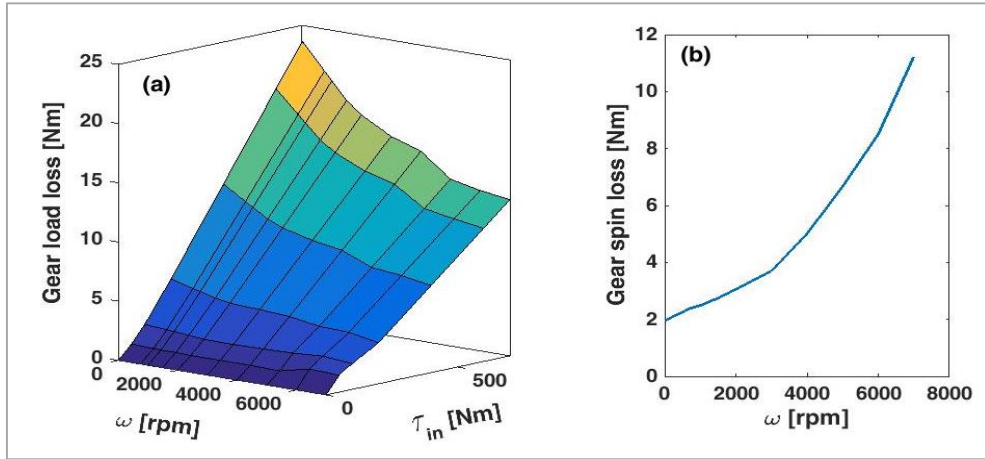 (a)
Gear load loss [Nm]
25
20
15
10
5
0
0
2000
4000
6000
ω [rpm]
0
500
τin [Nm]
(b)
Gear spin loss [Nm]
12
10
8
6
4
2
0
0 2000 4000 6000 8000
ω [rpm]